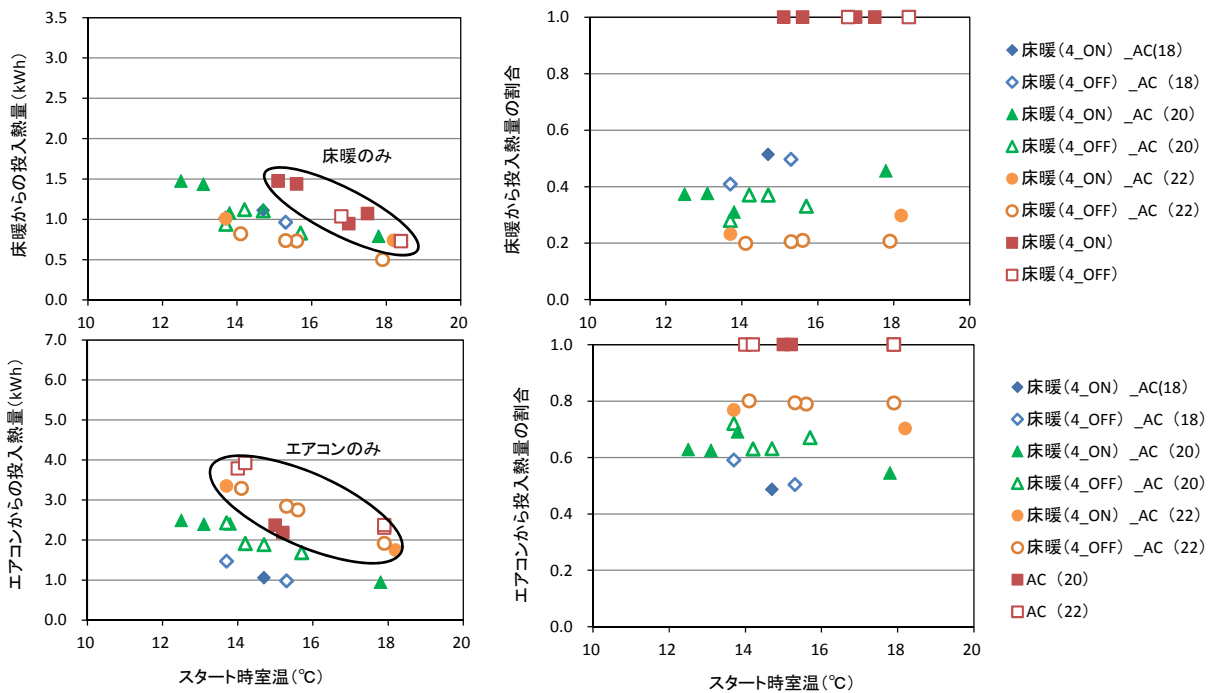 床暖からの投入熱量(kWh)
3.5
3.0
2.5
2.0
1.5
1.0
0.5
0.0
床暖のみ
10 12 14 16 18 20
床暖から投入熱量の割合
1.0
0.8
0.6
0.4
0.2
0.0
10 12 14 16 18 20
床暖(4_ON)_AC(18)
床暖(4_OFF)_AC(18)
床暖(4_ON)_AC(20)
床暖(4_OFF)_AC(20)
床暖(4_ON)_AC(22)
床暖(4_OFF)_AC(22)
床暖(4_ON)
床暖(4_OFF)
エアコンからの投入熱量(kWh)
7.0
6.0
5.0
4.0
3.0
2.0
1.0
0.0
エアコンのみ
10 12 14 16 18 20
スタート時室温(℃)
エアコンから投入熱量の割合
1.0
0.8
0.6
0.4
0.2
0.0
10 12 14 16 18 20
スタート時室温(℃)
床暖(4_ON)_AC(18)
床暖(4_OFF)_AC(18)
床暖(4_ON)_AC(20)
床暖(4_OFF)_AC(20)
床暖(4_ON)_AC(22)
床暖(4_OFF)_AC(22)
AC(20)
AC(22)